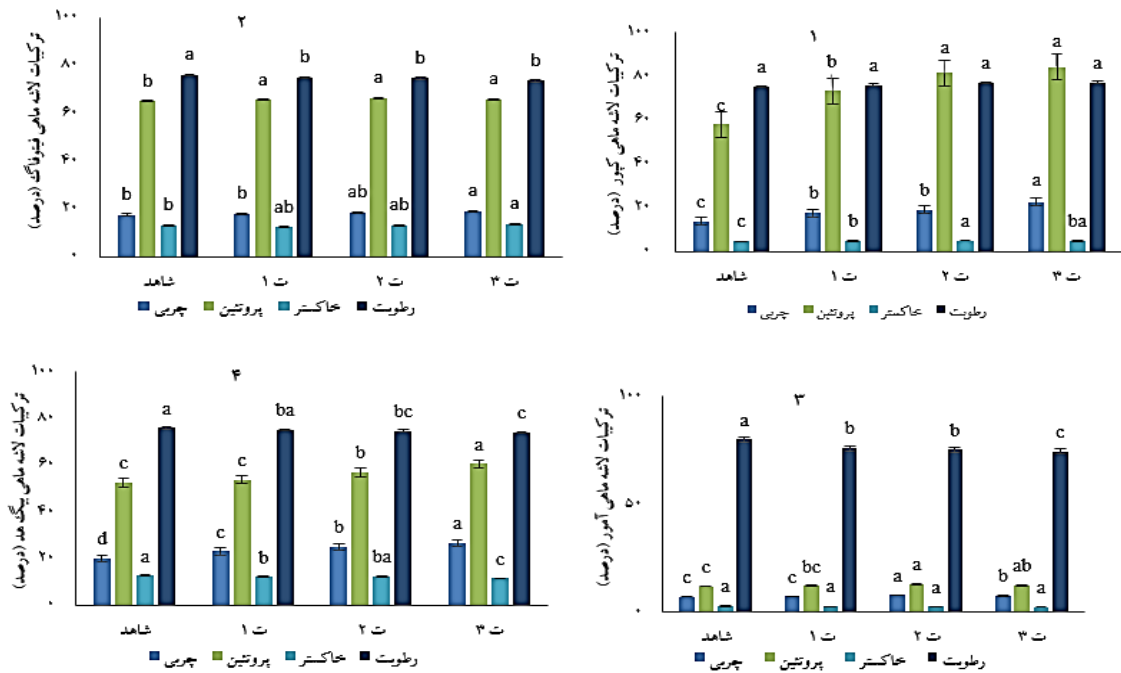 ۱
ترکیبات لاشه ماهی کپور (درصد)
۱۰۰
۸۰
۶۰
۴۰
۲۰
۰
c c c a
b b b a
b a a a
a a ba a
شاهد ت ۱ ت ۲ ت ۳
چربی پروتئین خاکستر رطوبت
۲
ترکیبات لاشه ماهی فیتوفاگ (درصد)
۱۰۰
۸۰
۶۰
۴۰
۲۰
۰
b b b a
b a ab b
ab a ab b
a a a b
شاهد ت ۱ ت ۲ ت ۳
چربی پروتئین خاکستر رطوبت
۳
ترکیبات لاشه ماهی آمور (درصد)
۱۰۰
۵۰
۰
c c a a
c bc a b
a a a b
b ab a c
شاهد ت ۱ ت ۲ ت ۳
چربی پروتئین خاکستر رطوبت
۴
ترکیبات لاشه ماهی بیگ هد (درصد)
۱۰۰
۸۰
۶۰
۴۰
۲۰
۰
d c a a
c c b ba
b b ba bc
a a c c
شاهد ت ۱ ت ۲ ت ۳
چربی پروتئین خاکستر رطوبت